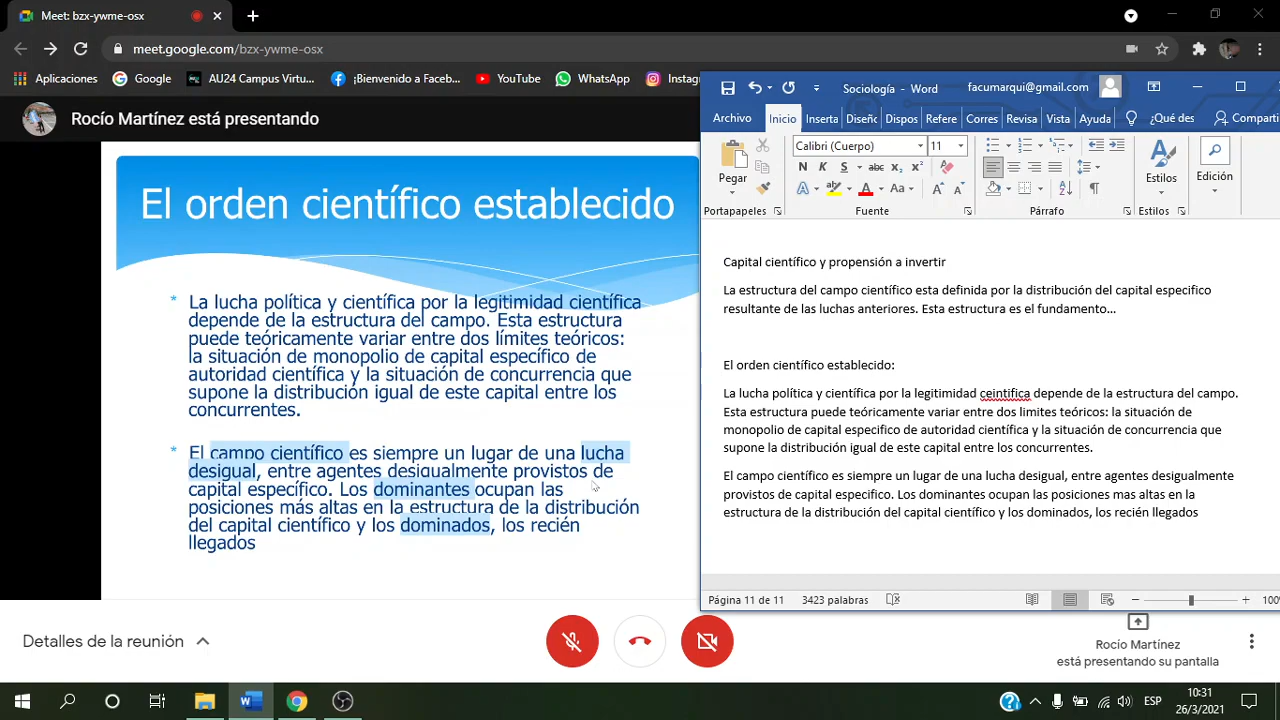 Meet: bzx-ywme-osx
meet.google.com/bzx-ywme-osx
Aplicaciones
Google
AU24 Campus Virtu...
¡Bienvenido a Faceb...
YouTube
WhatsApp
Instag
Rocío Martínez está presentando
El orden científico establecido
* La lucha política y científica por la legitimidad científica
depende de la estructura del campo. Esta estructura
puede teóricamente variar entre dos límites teóricos:
la situación de monopolio de capital específico de
autoridad científica y la situación de concurrencia que
supone la distribución igual de este capital entre los
concurrentes.
* El campo científico es siempre un lugar de una lucha
desigual, entre agentes desigualmente provistos de
capital específico. Los dominantes ocupan las
posiciones más altas en la estructura de la distribución
del capital científico y los dominados, los recién
llegados
Sociología - Word
facumarqui@gmail.com
Archivo
Inicio
Inserta
Diseño
Dispos
Refere
Corres
Revisa
Vista
Ayuda
¿Qué des
Comparti
Pegar
Calibri (Cuerpo)
11
N K S abc x₂ x²
A A Aa A A
Estilos
Edición
Portapapeles
Fuente
Párrafo
Estilos
Capital científico y propensión a invertir
La estructura del campo científico esta definida por la distribución del capital especifico
resultante de las luchas anteriores. Esta estructura es el fundamento...
El orden científico establecido:
La lucha política y científica por la legitimidad ceintifica depende de la estructura del campo.
Esta estructura puede teóricamente variar entre dos limites teóricos: la situación de
monopolio de capital especifico de autoridad científica y la situación de concurrencia que
supone la distribución igual de este capital entre los concurrentes.
El campo científico es siempre un lugar de una lucha desigual, entre agentes desigualmente
provistos de capital especifico. Los dominantes ocupan las posiciones mas altas en la
estructura de la distribución del capital científico y los dominados, los recién llegados
Página 11 de 11
3423 palabras
100%
Detalles de la reunión
Rocío Martínez
está presentando su pantalla
ESP
10:31
26/3/2021